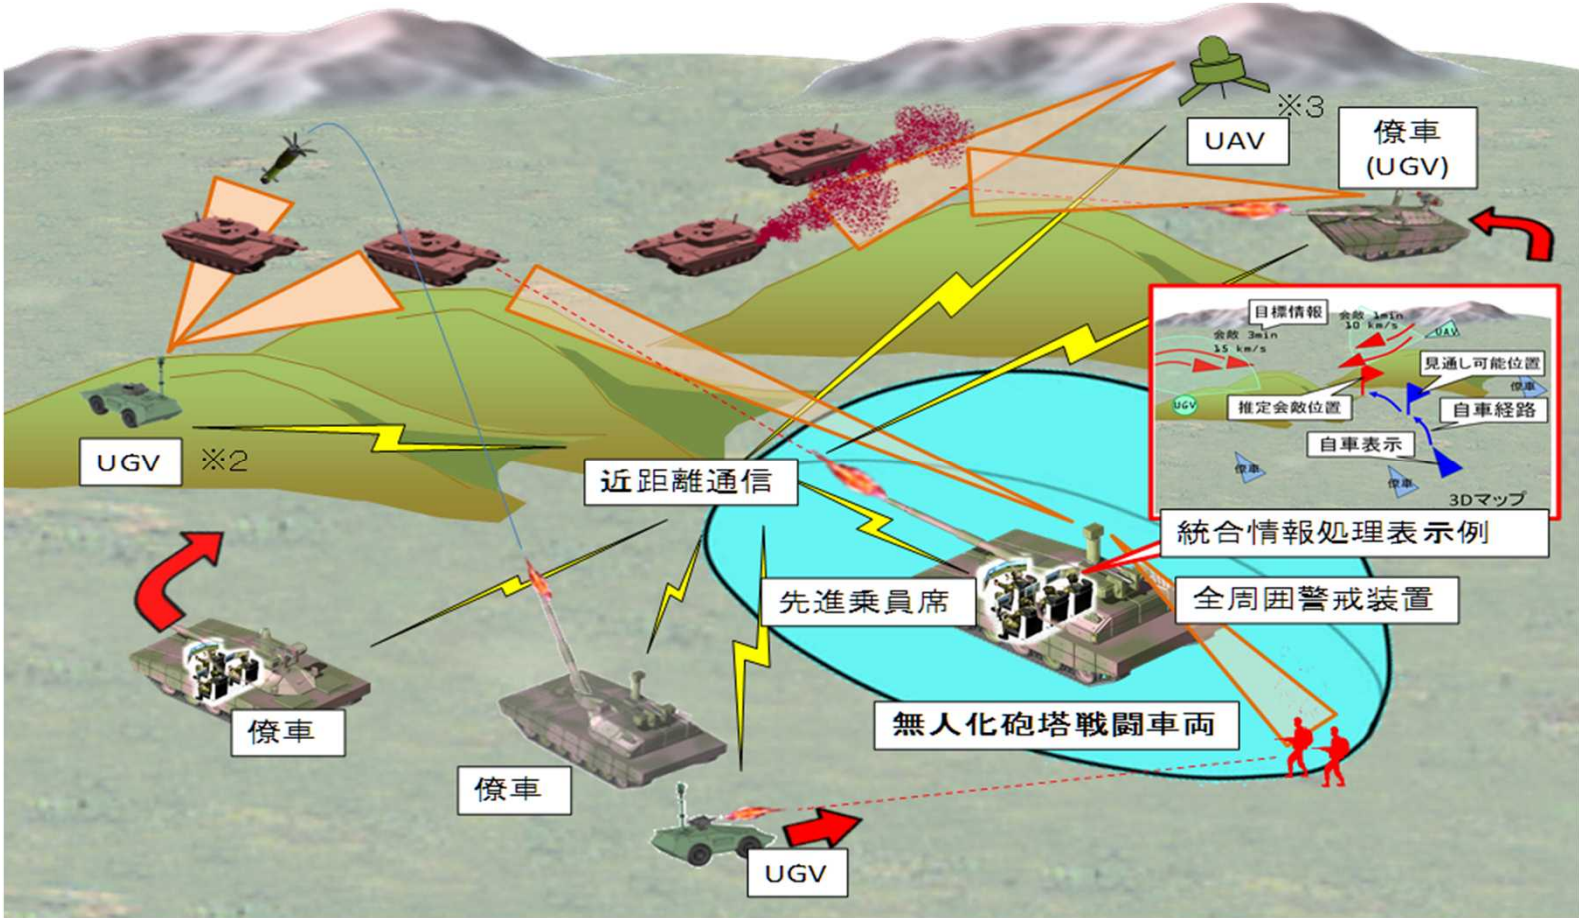 ※3
UAV
僚車
(UGV)
目標情報
会敵 1min
10 km/s
会敵 3min
15 km/s
UAV
見通し可能位置
僚車
UGV
推定会敵位置
自車経路
自車表示
僚車
僚車
3Dマップ
UGV
※2
近距離通信
統合情報処理表示例
先進乗員席
全周囲警戒装置
僚車
無人化砲塔戦闘車両
僚車
UGV